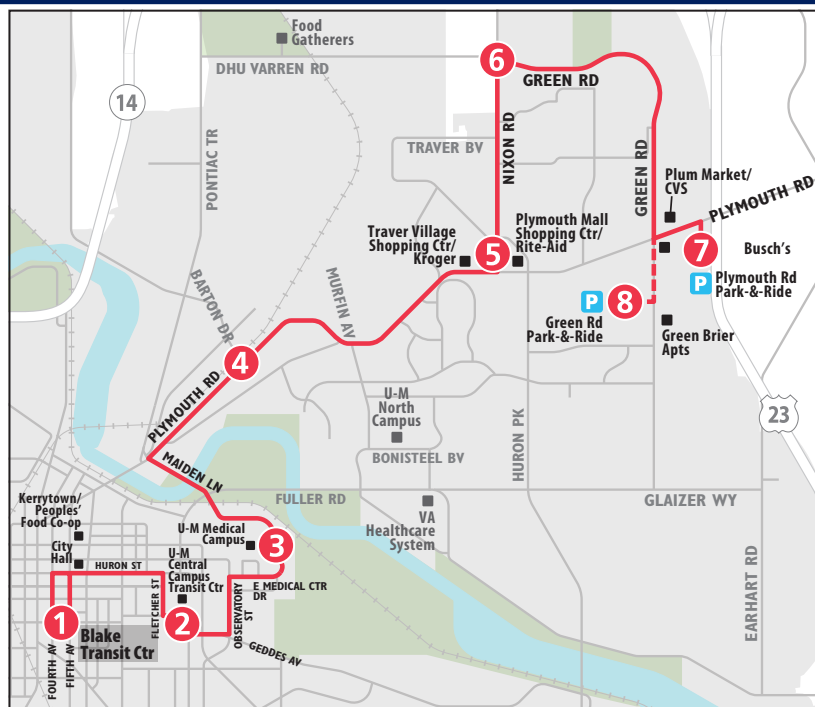 Food
Gatherers
DHU VARREN RD
6
GREEN RD
14
PONTIAC TR
TRAVER BV
NIXON RD
GREEN RD
Plum Market/
CVS
PLYMOUTH RD
Traver Village
Shopping Ctr/
Kroger
5
Plymouth Mall
Shopping Ctr/
Rite-Aid
7
Busch's
P
Plymouth Rd
Park-&-Ride
P
8
Green Rd
Park-&-Ride
Green Brier
Apts
BARTON DR
MURFIN AV
4
PLYMOUTH RD
U-M
North
Campus
HURON PK
23
MAIDEN LN
BONISTEEL BV
FULLER RD
GLAIZER WY
VA
Healthcare
System
Kerrytown/
Peoples'
Food Co-op
City
Hall
U-M Medical
Campus
3
U-M
Central
Campus
Transit Ctr
HURON ST
E MEDICAL CTR
DR
FLETCHER ST
OBSERVATORY
ST
EARHART RD
1
2
Blake
Transit Ctr
GEDDES AV
FOURTH AV
FIFTH AV